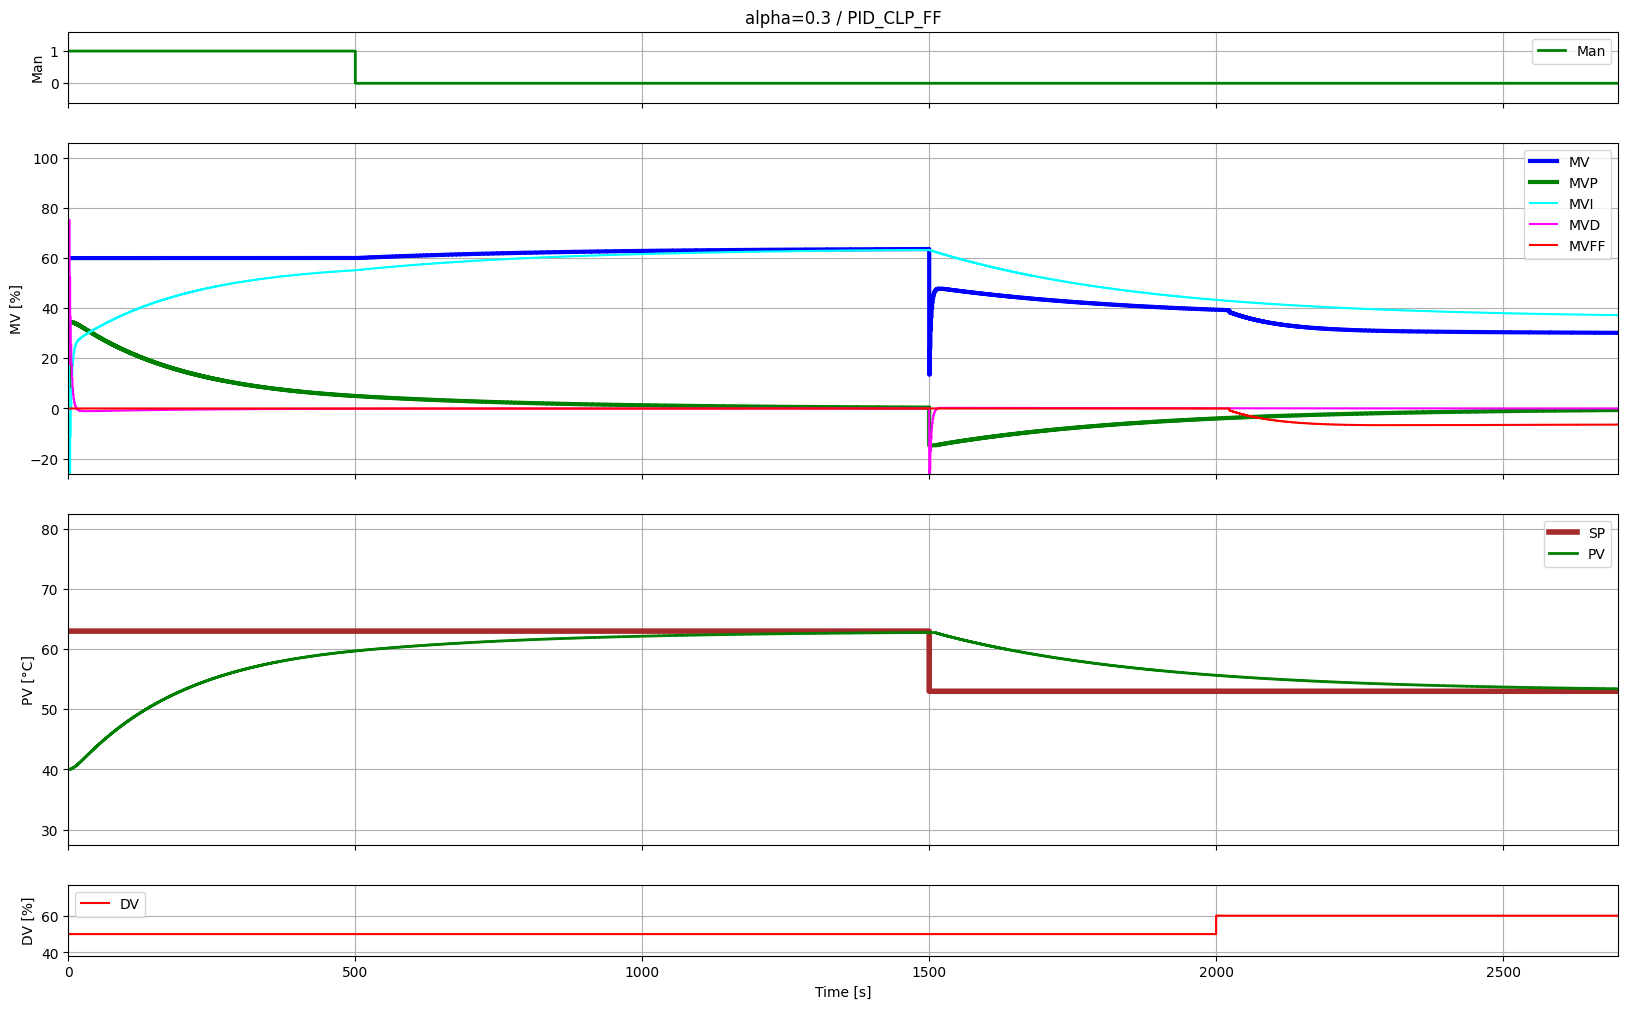 alpha=0.3 / PID_CLP_FF
Man
1
0
Man
MV [%]
100
80
60
40
20
0
−20
MV
MVP
MVI
MVD
MVFF
PV [°C]
80
70
60
50
40
30
SP
PV
DV [%]
60
40
DV
0
500
1000
1500
2000
2500
Time [s]